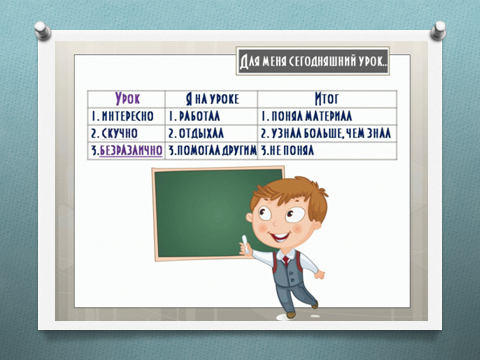 Для меня сегодняшний урок..
Урок Я на уроке Итог
1. интересно 1. работал 1. понял материал
2. скучно 2. отдыхал 2. узнал больше, чем знал
3.безразлично 3.помогал другим 3.не понял